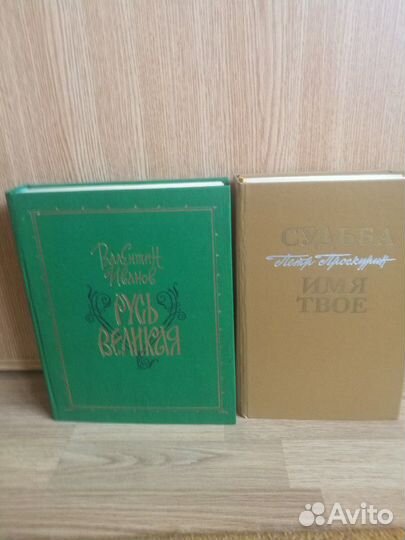 Валентин
Иванов
Русь
Великая
СУДЬБА
Петр Проскурин
ИМЯ
ТВОЕ
Avito